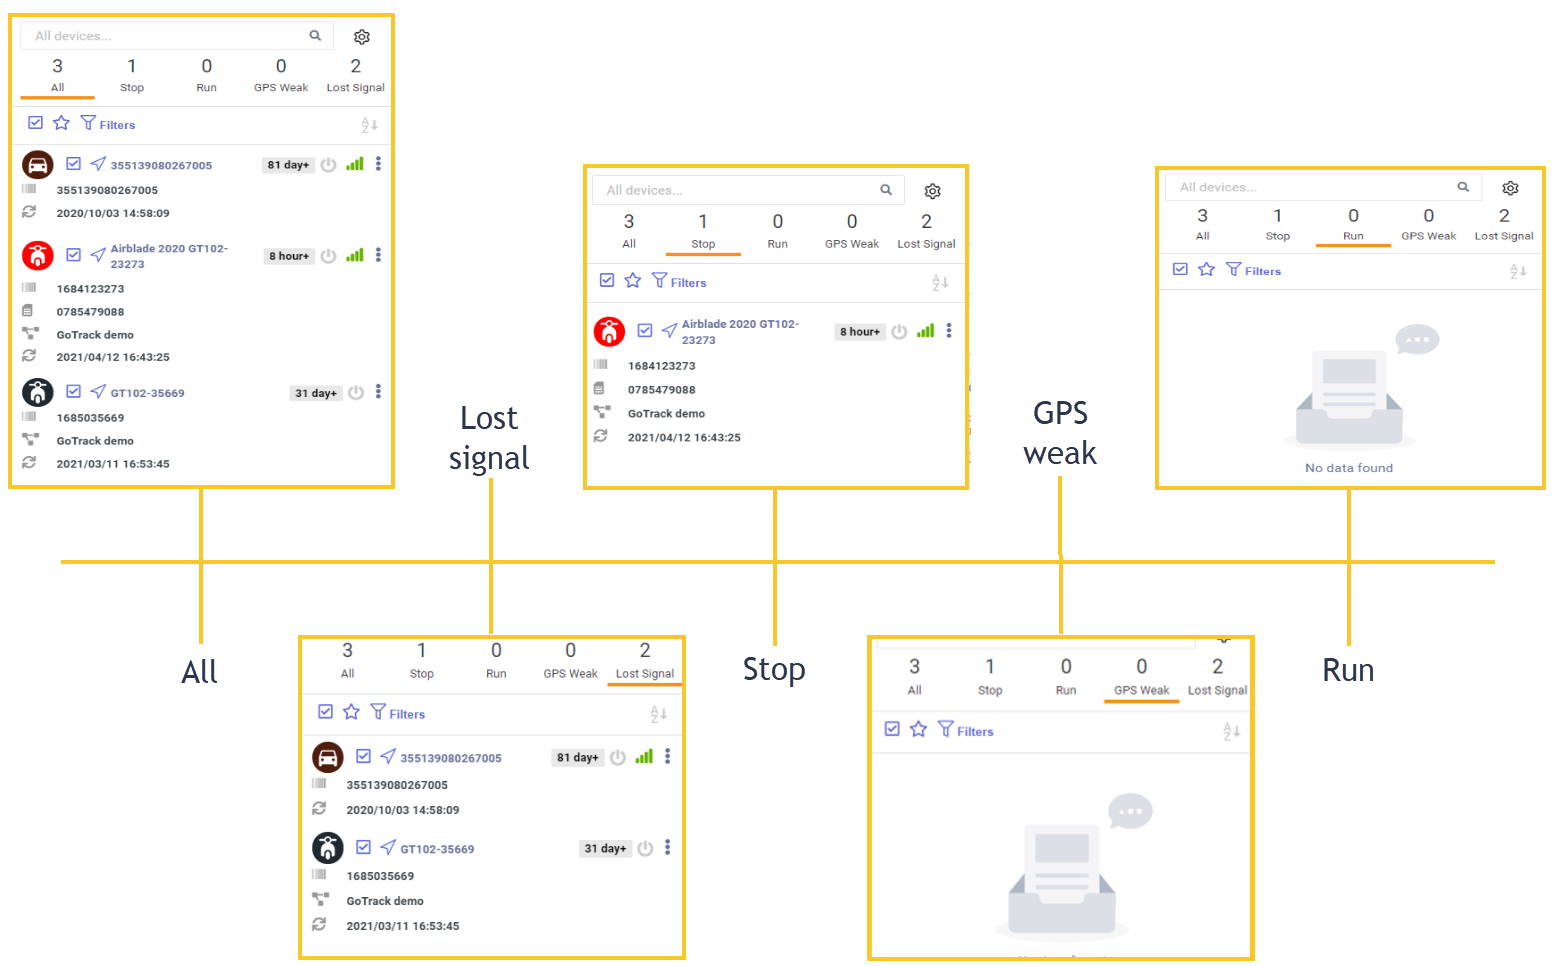 All devices...
3 1 0 0 2
All Stop Run GPS Weak Lost Signal
Filters
355139080267005 81 day+
355139080267005
2020/10/03 14:58:09
Airblade 2020 GT102-
23273 8 hour+
1684123273
0785479088
GoTrack demo
2021/04/12 16:43:25
GT102-35669 31 day+
1685035669
GoTrack demo
2021/03/11 16:53:45
All
Lost
signal
3 1 0 0 2
All Stop Run GPS Weak Lost Signal
Filters
355139080267005 81 day+
355139080267005
2020/10/03 14:58:09
GT102-35669 31 day+
1685035669
GoTrack demo
2021/03/11 16:53:45
All devices...
3 1 0 0 2
All Stop Run GPS Weak Lost Signal
Filters
Airblade 2020 GT102-
23273 8 hour+
1684123273
0785479088
GoTrack demo
2021/04/12 16:43:25
Stop
GPS
weak
3 1 0 0 2
All Stop Run GPS Weak Lost Signal
Filters
All devices...
3 1 0 0 2
All Stop Run GPS Weak Lost Signal
Filters
No data found
Run